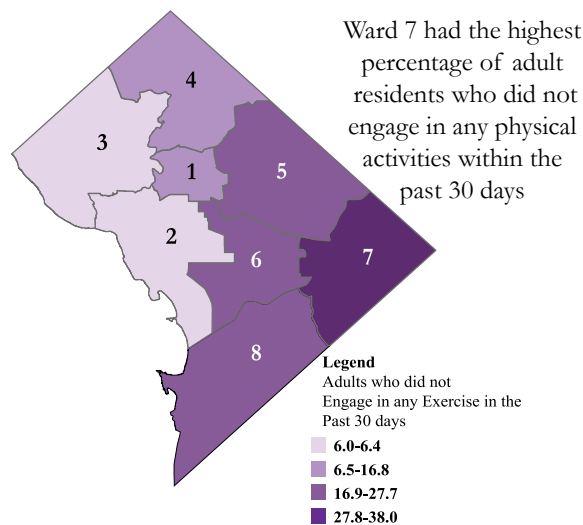 Ward 7 had the highest
percentage of adult
residents who did not
engage in any physical
activities within the
past 30 days
4
3
1
5
2
6
7
8
Legend
Adults who did not
Engage in any Exercise in the
Past 30 days
6.0-6.4
6.5-16.8
16.9-27.7
27.8-38.0